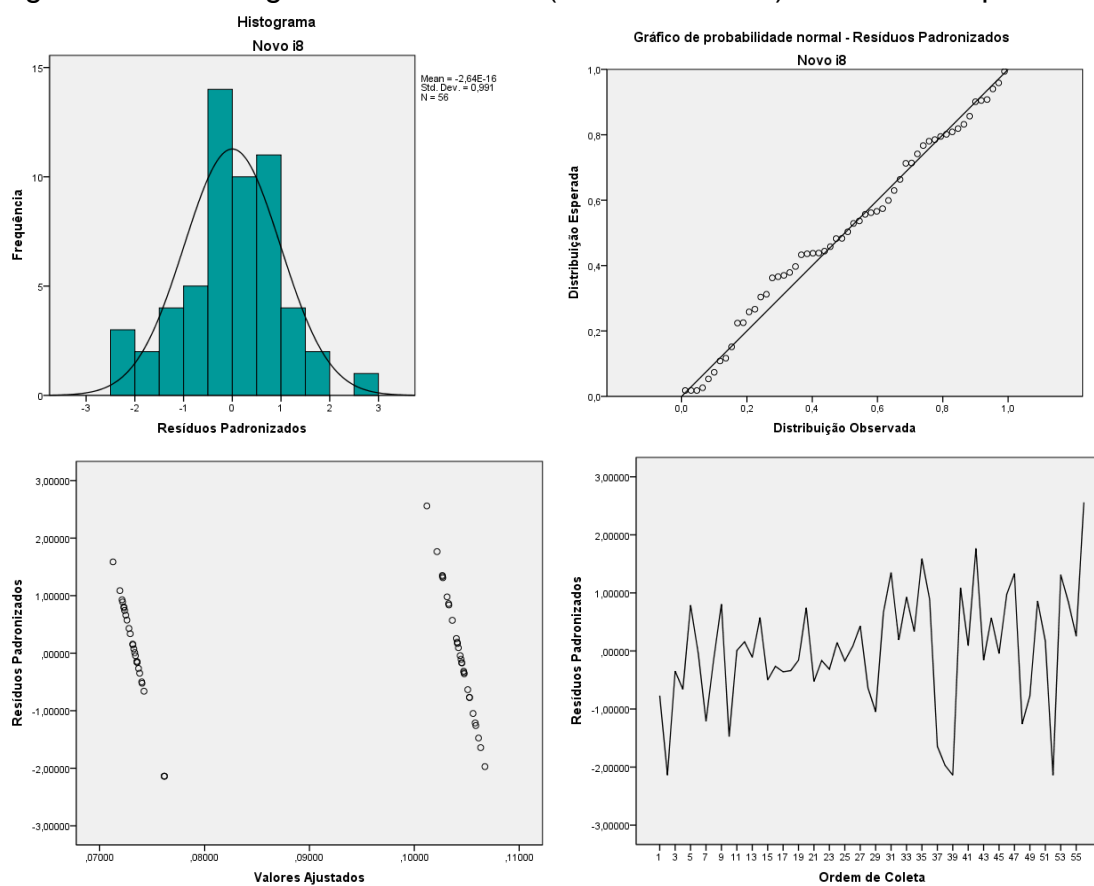 Histograma
Novo i8
Mean = -2,64E-16
Std. Dev. = 0,991
N = 56
15
10
5
0
Frequência
-3 -2 -1 0 1 2 3
Resíduos Padronizados
Gráfico de probabilidade normal - Resíduos Padronizados
Novo i8
1,0
0,8
0,6
0,4
0,2
0,0
Distribuição Esperada
0,0 0,2 0,4 0,6 0,8 1,0
Distribuição Observada
3,00000
2,00000
1,00000
,00000
-1,00000
-2,00000
-3,00000
Resíduos Padronizados
,07000 ,08000 ,09000 ,10000 ,11000
Valores Ajustados
3,00000
2,00000
1,00000
,00000
-1,00000
-2,00000
-3,00000
Resíduos Padronizados
1 3 5 7 9 11 13 15 17 19 21 23 25 27 29 31 33 35 37 39 41 43 45 47 49 51 53 55
Ordem de Coleta